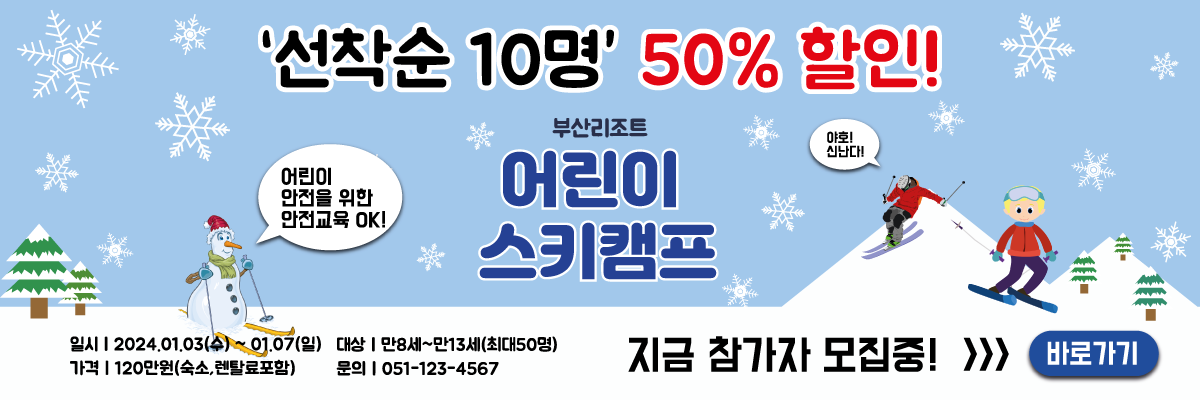 ‘선착순 10명’ 50% 할인!
부산리조트
어린이
스키캠프
어린이
안전을 위한
안전교육 OK!
야호!
신난다!
일시 | 2024.01.03(수) ~ 01.07(일) 대상 | 만8세~만13세(최대50명)
가격 | 120만원(숙소,렌탈료포함) 문의 | 051-123-4567
지금 참가자 모집중! 》》》 바로가기